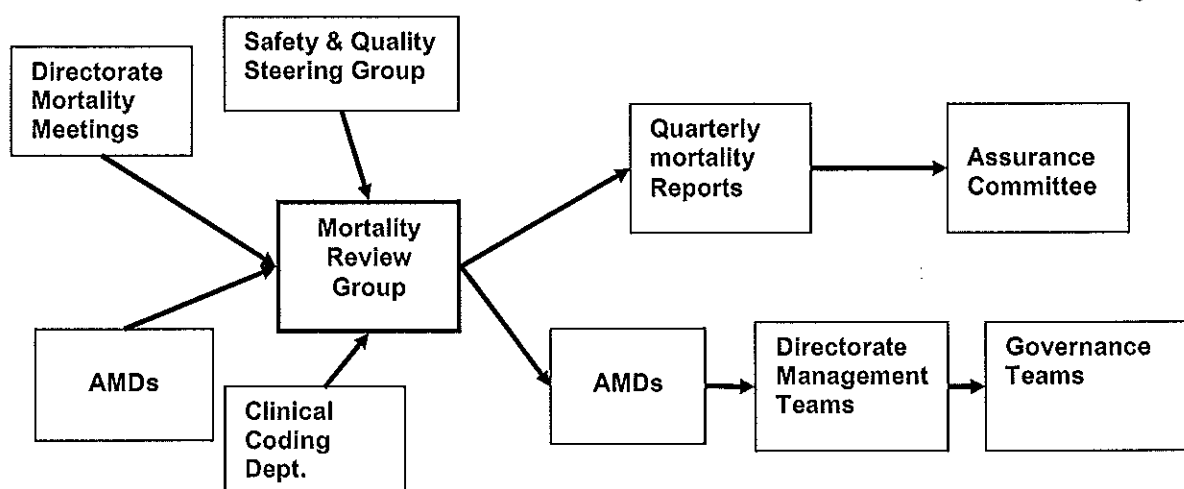 Directorate
Mortality
Meetings
Safety & Quality
Steering Group
Quarterly
mortality
Reports
Assurance
Committee
Mortality
Review
Group
AMDs
Clinical
Coding
Dept.
AMDs
Directorate
Management
Teams
Governance
Teams